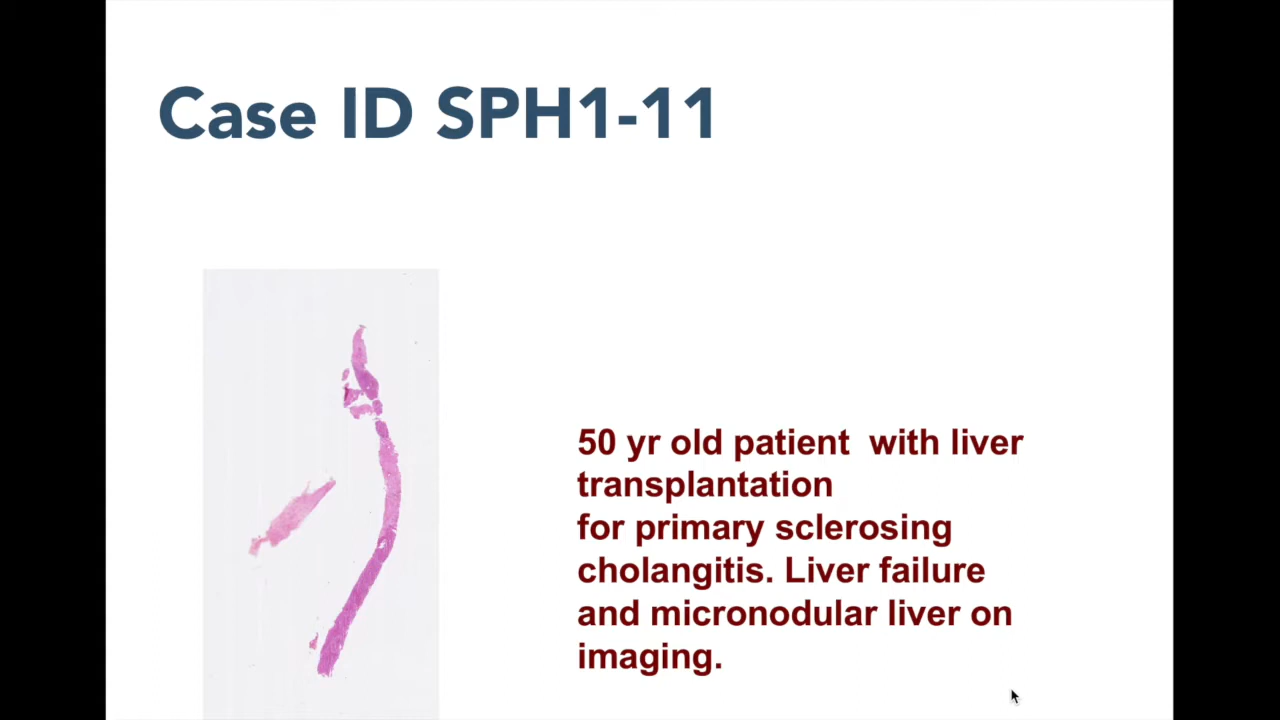 Case ID SPH1-11
50 yr old patient  with liver
transplantation
for primary sclerosing
cholangitis. Liver failure
and micronodular liver on
imaging.